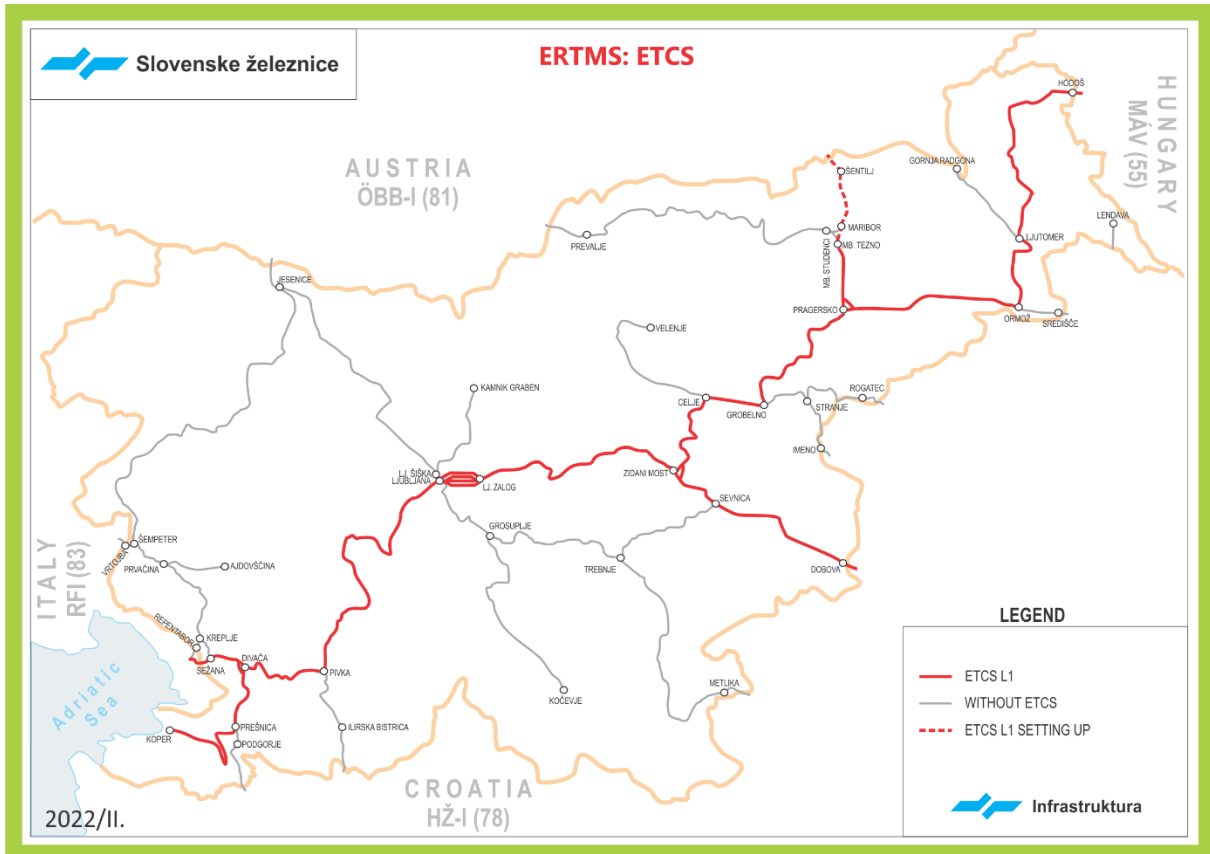 Slovenske železnice
ERTMS: ETCS
AUSTRIA
ÖBB-I (81)
HUNGARY
MÁV (55)
HODOŠ
GORNJA RADGONA
ŠENTILJ
LENDAVA
MARIBOR
PREVALJE
MB. STUDENCI
MB. TEZNO
LJUTOMER
JESENICE
PRAGERSKO
ORMOŽ
SREDIŠČE
VELENJE
KAMNIK GRABEN
CELJE
ROGATEC
GROBELNO
STRANJE
IMENO
LJ. ŠIŠKA
LJUBLJANA
LJ. ZALOG
ZIDANI MOST
SEVNICA
GROSUPLJE
ŠEMPETER
VRTOJBA
PRVAČINA
AJDOVŠČINA
TREBNJE
DOBOVA
ITALY
RFI (83)
REPENTABOR
KREPLJE
SEŽANA
DIVAČA
PIVKA
METLIKA
KOČEVJE
Adriatic
Sea
KOPER
PREŠNICA
PODGORJE
ILIRSKA BISTRICA
CROATIA
HŽ-I (78)
LEGEND
ETCS L1
WITHOUT ETCS
ETCS L1 SETTING UP
Infrastruktura
2022/II.